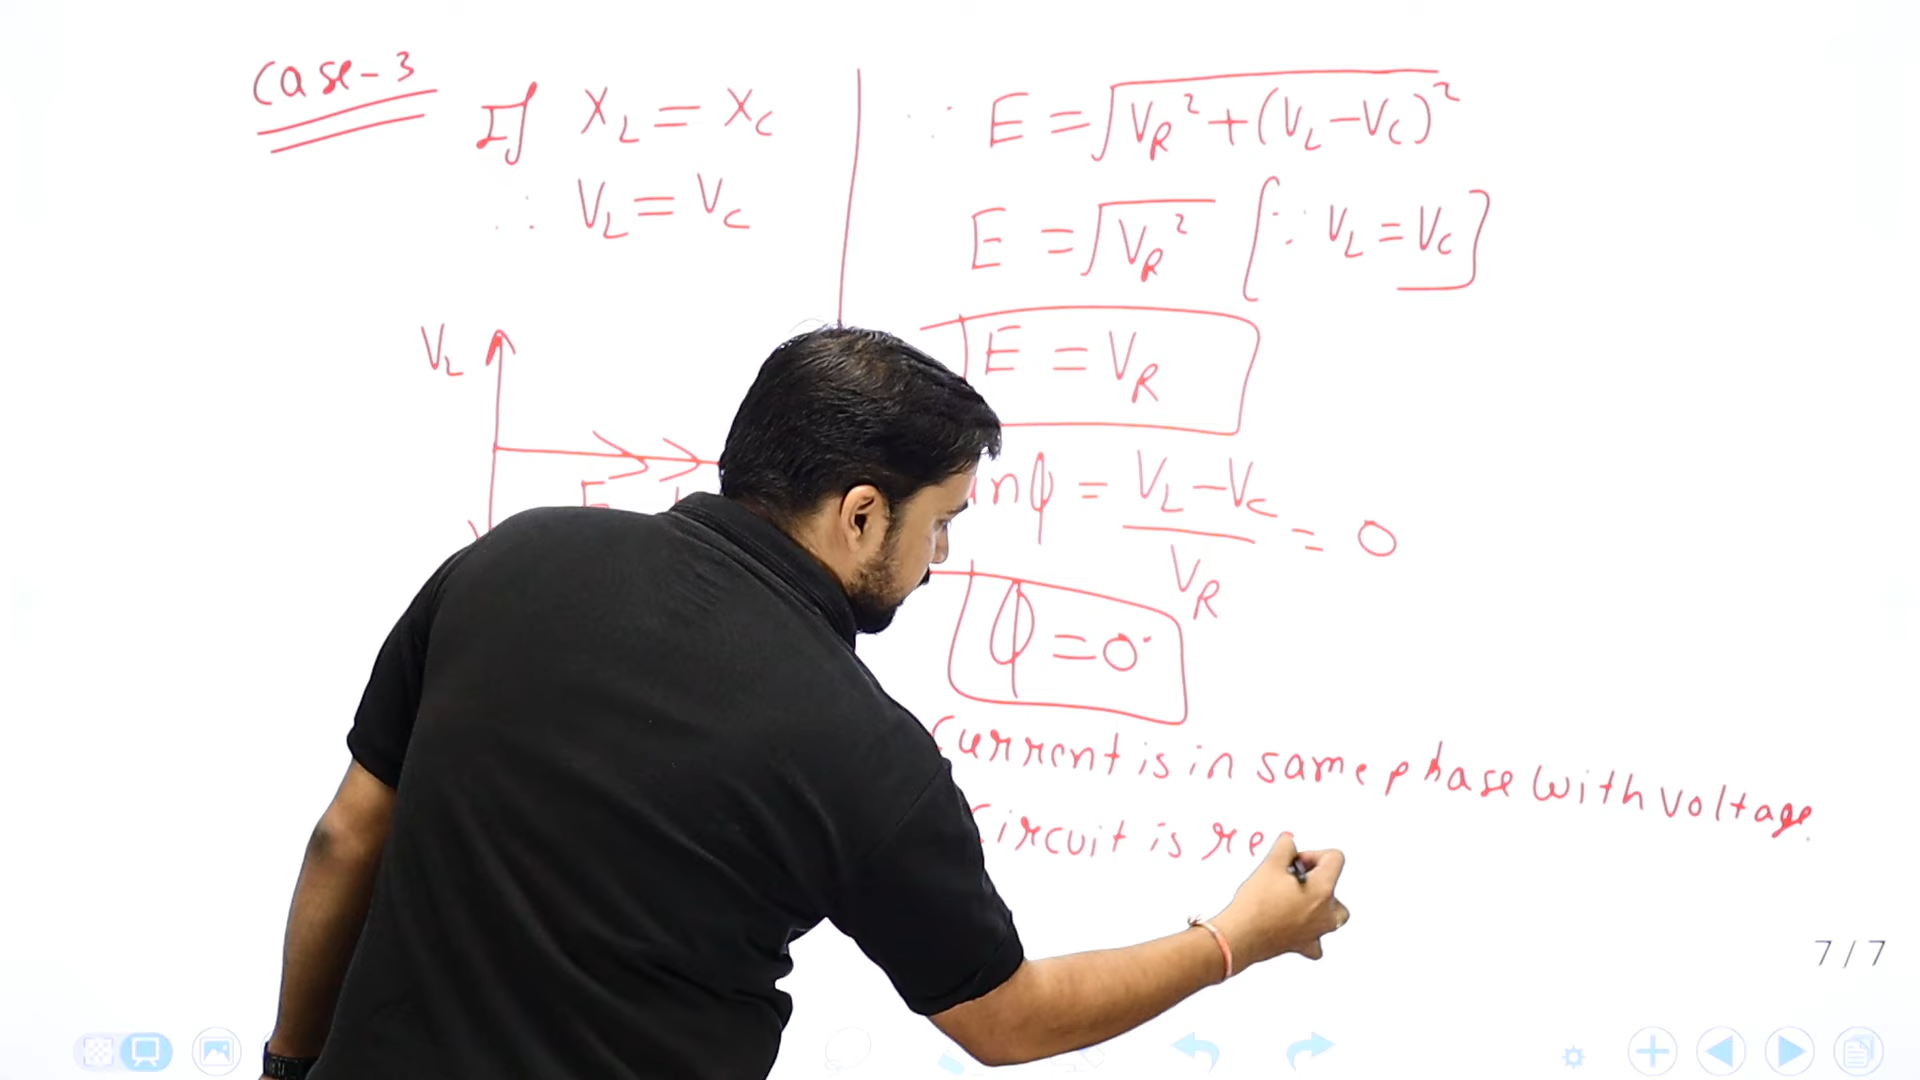 Case-3
If X_L = X_C
∴ V_L = V_C
V_L
∵ E = √(V_R² + (V_L - V_C)²)
E = √(V_R²) [∵ V_L = V_C]
E = V_R
anφ = (V_L - V_C) / V_R = 0
φ = 0°
Current is in same phase with voltage.
Circuit is re
7 / 7